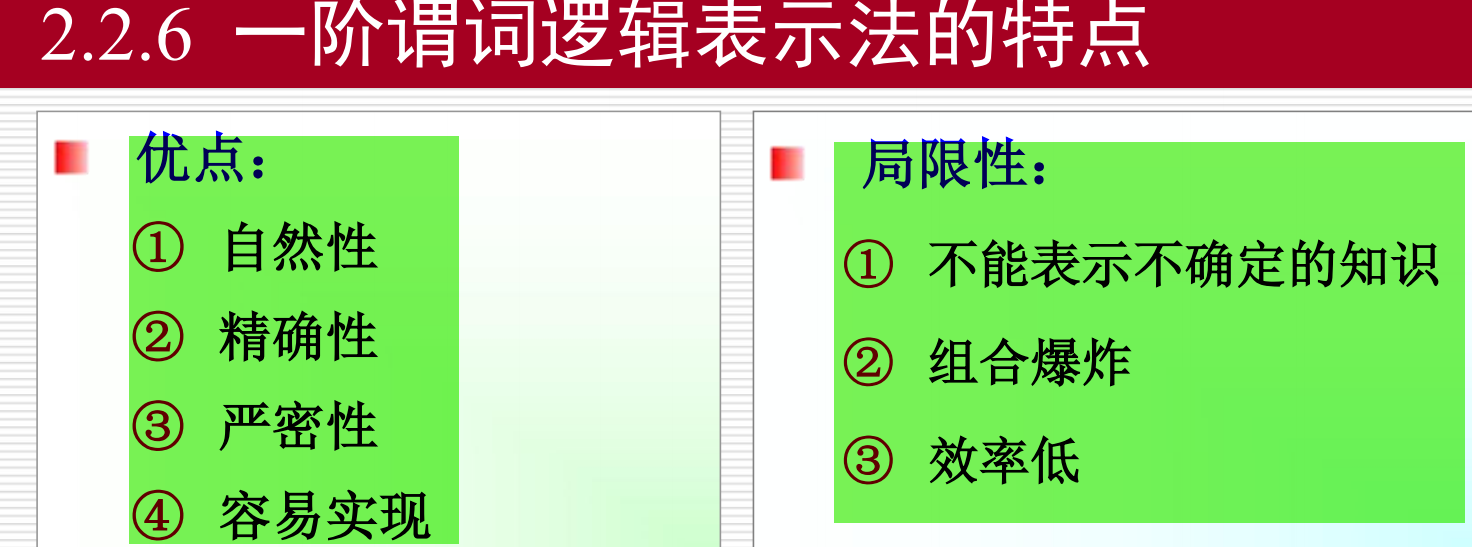 2.2.6 一阶谓词逻辑表示法的特点
优点：
① 自然性
② 精确性
③ 严密性
④ 容易实现
局限性：
① 不能表示不确定的知识
② 组合爆炸
③ 效率低